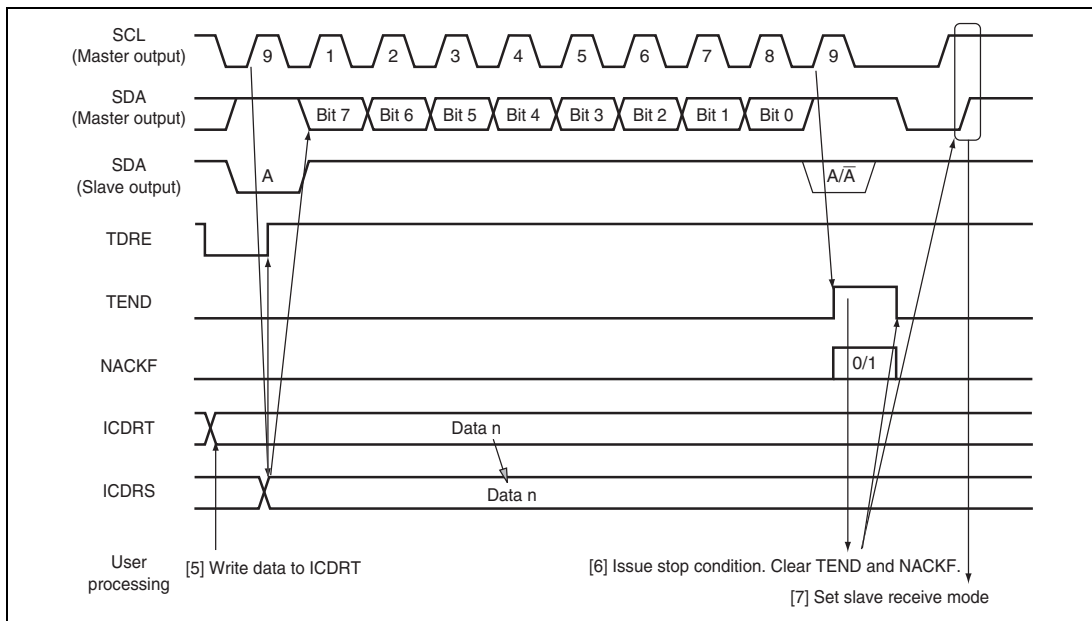 SCL
(Master output)
9 1 2 3 4 5 6 7 8 9
SDA
(Master output)
Bit 7 Bit 6 Bit 5 Bit 4 Bit 3 Bit 2 Bit 1 Bit 0
SDA
(Slave output)
A A/A̅
TDRE
TEND
NACKF
0/1
ICDRT
Data n
ICDRS
Data n
User
processing
[5] Write data to ICDRT
[6] Issue stop condition. Clear TEND and NACKF.
[7] Set slave receive mode